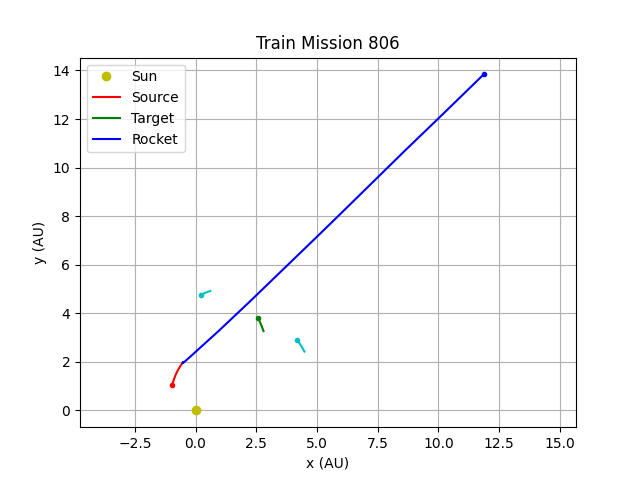 Train Mission 806
Sun
Source
Target
Rocket
14
12
10
8
6
4
2
0
y (AU)
−2.5 0.0 2.5 5.0 7.5 10.0 12.5 15.0
x (AU)